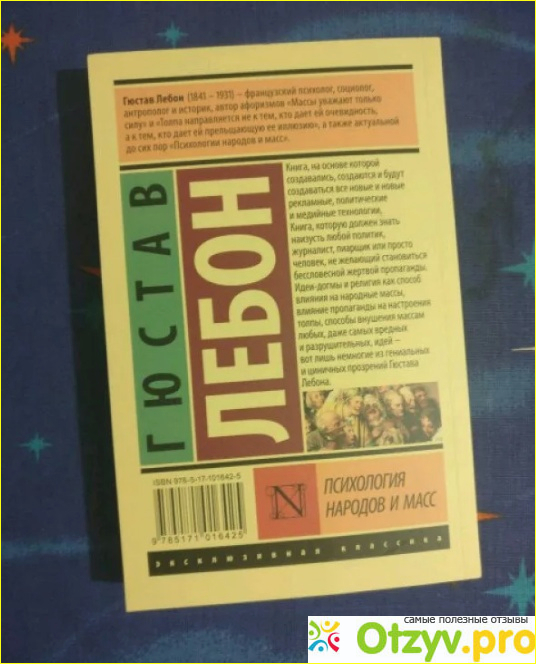 Гюстав Лебон (1841 – 1931) – французский психолог, социолог,
антрополог и историк, автор афоризмов «Массы уважают только
силу» и «Толпа направляется не к тем, кто дает ей очевидность,
а к тем, кто дает ей прельщающую ее иллюзию», а также актуальной
до сих пор «Психологии народов и масс».
ГЮСТАВ
ЛЕБОН
Книга, на основе которой
создавались, создаются и будут
создаваться все новые и новые
рекламные, политические
и медийные технологии,
Книга, которую должен знать
наизусть любой политик,
журналист, пиарщик или просто
человек, не желающий становиться
бессловесной жертвой пропаганды.
Идеи-догмы и религия как способ
влияния на народные массы,
влияние пропаганды на настроения
толпы, способы внушения массам
любых, даже самых вредных
и разрушительных, идей –
вот лишь немногие из гениальных
и циничных прозрений Гюстава
Лебона.
ISBN 978-5-17-101642-5
9 785171 016425
N
ПСИХОЛОГИЯ
НАРОДОВ И МАСС
эксклюзивная классика
самые полезные отзывы
Otzyv.pro